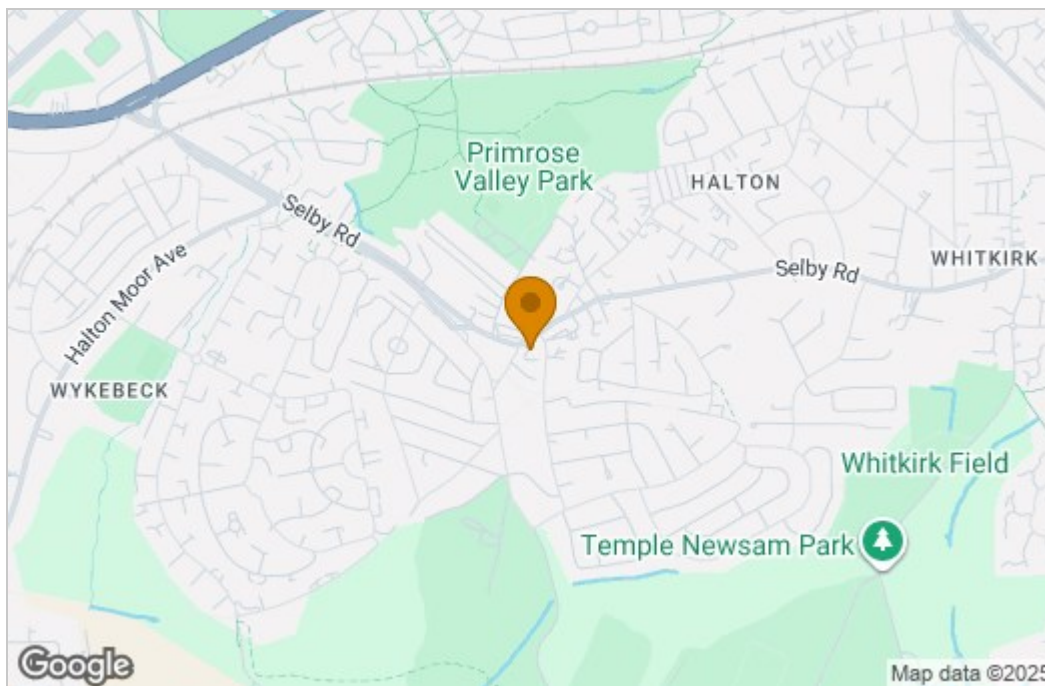 Primrose
Valley Park
HALTON
Selby Rd
WHITKIRK
Selby Rd
Halton Moor Ave
WYKEBECK
Whitkirk Field
Temple Newsam Park
Google
Map data ©2025